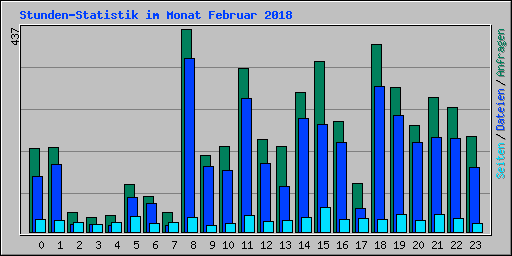 Stunden-Statistik im Monat Februar 2018
437
Seiten / Dateien / Anfragen
0 1 2 3 4 5 6 7 8 9 10 11 12 13 14 15 16 17 18 19 20 21 22 23